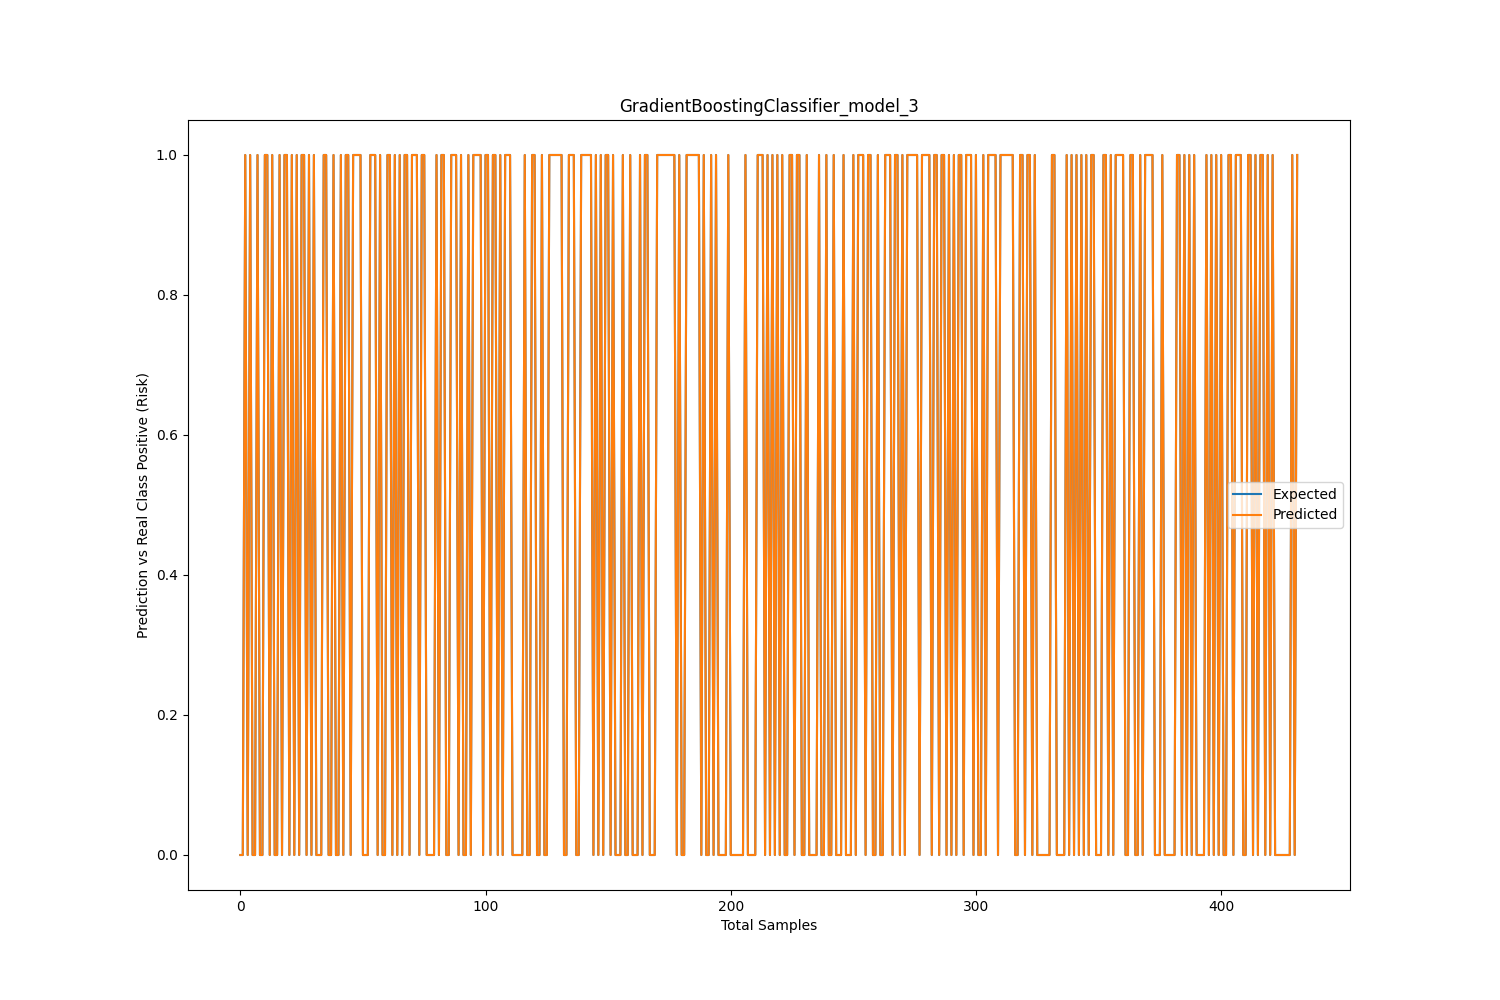 GradientBoostingClassifier_model_3
Prediction vs Real Class Positive (Risk)
1.0
0.8
0.6
0.4
0.2
0.0
Expected
Predicted
0
100
200
300
400
Total Samples